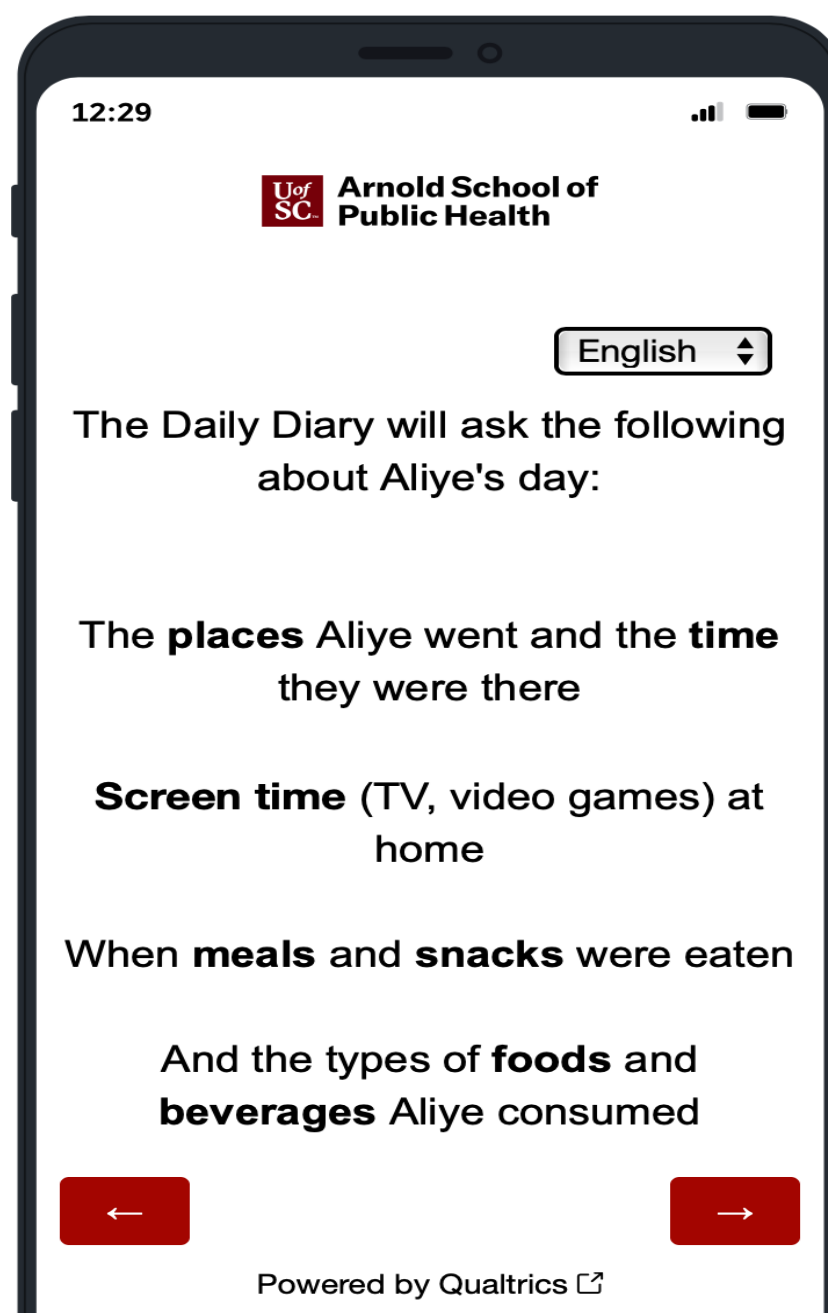 12:29
UofSC™
Arnold School of
Public Health
English
The Daily Diary will ask the following
about Aliye's day:
The places Aliye went and the time
they were there
Screen time (TV, video games) at
home
When meals and snacks were eaten
And the types of foods and
beverages Aliye consumed
← →
Powered by Qualtrics